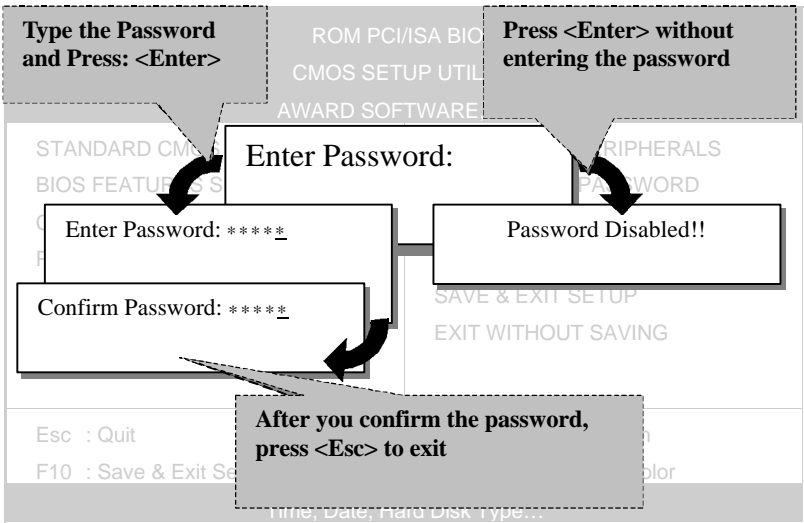 Type the Password
and Press: <Enter>
Press <Enter> without
entering the password
ROM PCI/ISA BIO
CMOS SETUP UTIL
AWARD SOFTWARE
STANDARD CMOS
RIPHERALS
BIOS FEATURES S
PASSWORD
Enter Password:
Enter Password: *****
Password Disabled!!
Confirm Password: *****
SAVE & EXIT SETUP
EXIT WITHOUT SAVING
After you confirm the password,
press <Esc> to exit
Esc : Quit
F10 : Save & Exit Se
olor
Time, Date, Hard Disk Type…